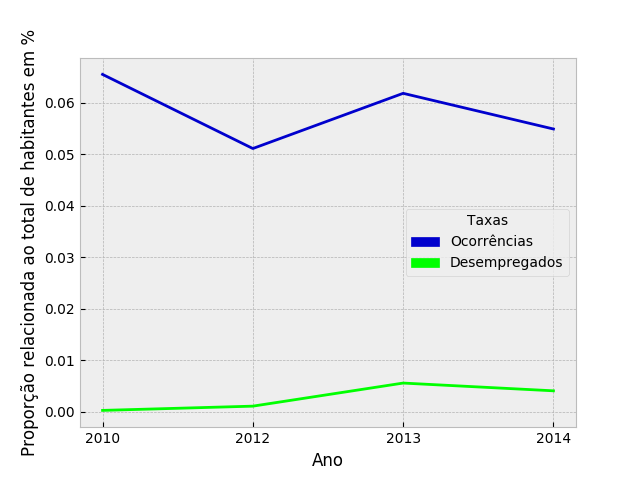 Proporção relacionada ao total de habitantes em %
0.06
0.05
0.04
0.03
0.02
0.01
0.00
Taxas
Ocorrências
Desempregados
2010 2012 2013 2014
Ano